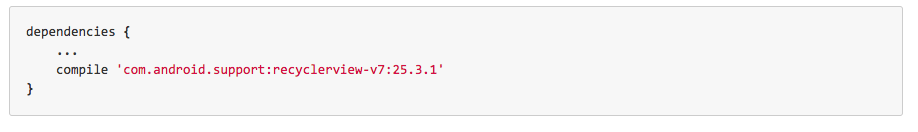 dependencies {
    ...
    compile 'com.android.support:recyclerview-v7:25.3.1'
}